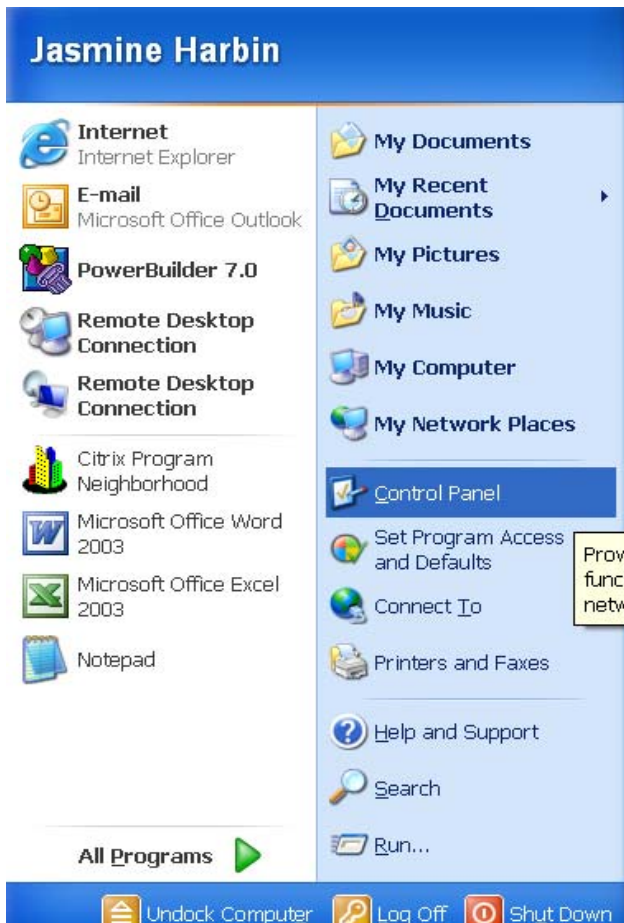 Jasmine Harbin
Internet
Internet Explorer
E-mail
Microsoft Office Outlook
PowerBuilder 7.0
Remote Desktop
Connection
Remote Desktop
Connection
Citrix Program
Neighborhood
Microsoft Office Word
2003
Microsoft Office Excel
2003
Notepad
All Programs
My Documents
My Recent
Documents
My Pictures
My Music
My Computer
My Network Places
Control Panel
Set Program Access
and Defaults
Connect To
Printers and Faxes
Help and Support
Search
Run...
Prov
func
netw
Undock Computer
Log Off
Shut Down